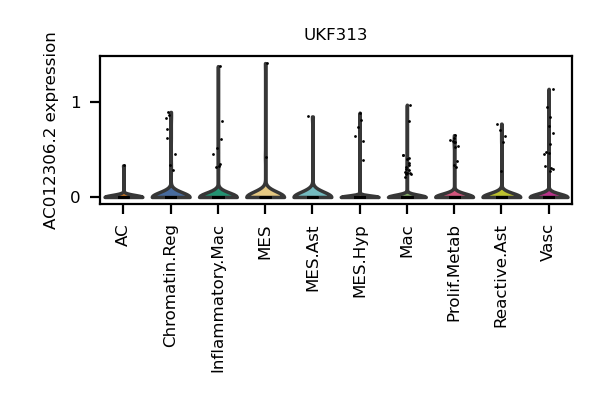 UKF313
AC012306.2 expression
1
0
AC
Chromatin.Reg
Inflammatory.Mac
MES
MES.Ast
MES.Hyp
Mac
Prolif.Metab
Reactive.Ast
Vasc